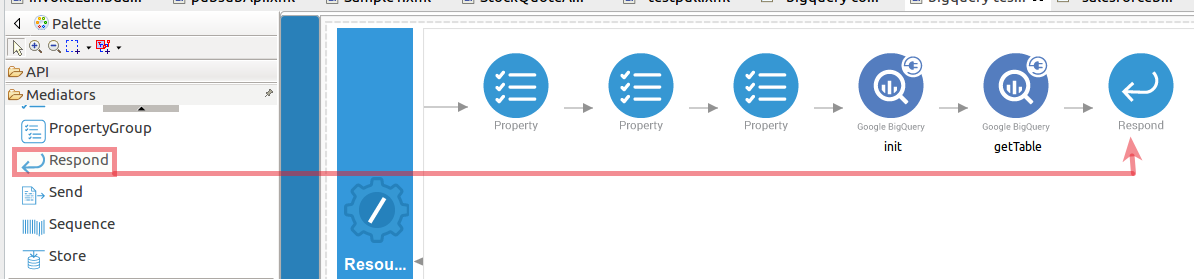 Palette
API
Mediators
PropertyGroup
Respond
Send
Sequence
Store
Property
Property
Property
Google BigQuery
init
Google BigQuery
getTable
Respond
Resou...